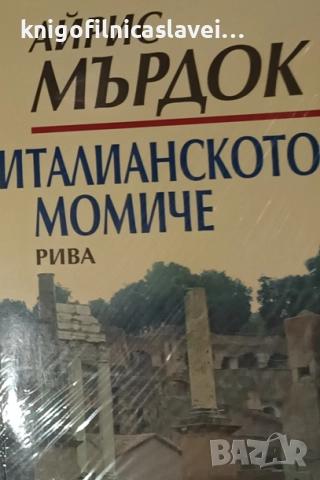 knigofilnicaslavei...
АЙРИС
МЪРДОК
ИТАЛИАНСКОТО
МОМИЧЕ
РИВА
BAZAR